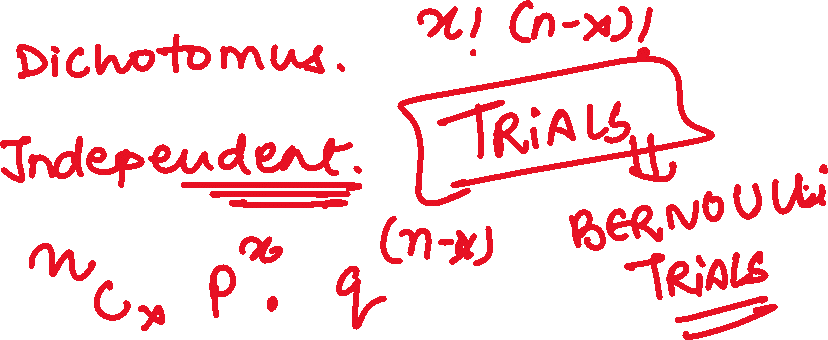 x! (n-x)!
Dichotomus.
TRiALS
Independent.
BERNOULLi
TRiALS
nCx p^x . q^(n-x)